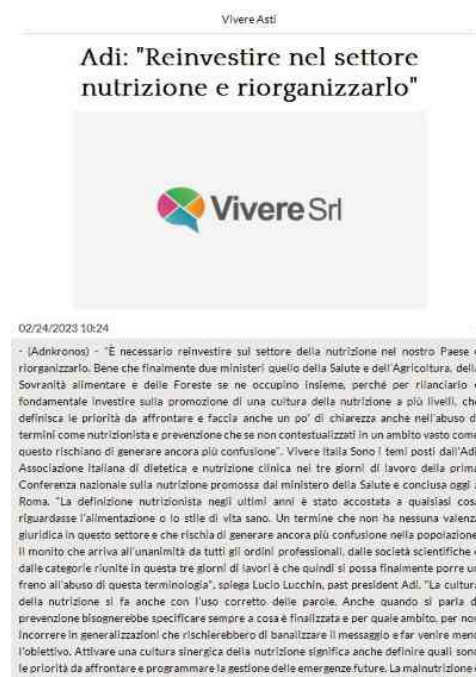 Vivere Asti
Adi: "Reinvestire nel settore
nutrizione e riorganizzarlo"
Vivere Srl
02/24/2023 10:24
- (Adnkronos) - "È necessario reinvestire sul settore della nutrizione nel nostro Paese e
riorganizzarlo. Bene che finalmente due ministeri quello della Salute e dell'Agricoltura, della
Sovranità alimentare e delle Foreste se ne occupino insieme, perché per rilanciarlo è
fondamentale investire sulla promozione di una cultura della nutrizione a più livelli, che
definisca le priorità da affrontare e faccia anche un po' di chiarezza anche nell'abuso di
termini come nutrizionista e prevenzione che se non contestualizzati in un ambito vasto come
questo rischiano di generare ancora più confusione". Vivere Italia Sono i temi posti dall'Adi,
Associazione italiana di dietetica e nutrizione clinica nei tre giorni di lavoro della prima
Conferenza nazionale sulla nutrizione promossa dal ministero della Salute e conclusa oggi a
Roma. "La definizione nutrizionista negli ultimi anni è stato accostata a qualsiasi cosa
riguardasse l'alimentazione o lo stile di vita sano. Un termine che non ha nessuna valenza
giuridica in questo settore e che rischia di generare ancora più confusione nella popolazione.
Il monito che arriva all'unanimità da tutti gli ordini professionali, dalle società scientifiche e
dalle categorie riunite in questa tre giorni di lavori è che quindi si possa finalmente porre un
freno all'abuso di questa terminologia", spiega Lucio Lucchin, past president Adi. "La cultura
della nutrizione si fa anche con l'uso corretto delle parole. Anche quando si parla di
prevenzione bisognerebbe specificare sempre a cosa è finalizzata e per quale ambito, per non
incorrere in generalizzazioni che rischierebbero di banalizzare il messaggio e far venire meno
l'obiettivo. Attivare una cultura sinergica della nutrizione significa anche definire quali sono
le priorità da affrontare e programmare la gestione delle emergenze future. La malnutrizione è